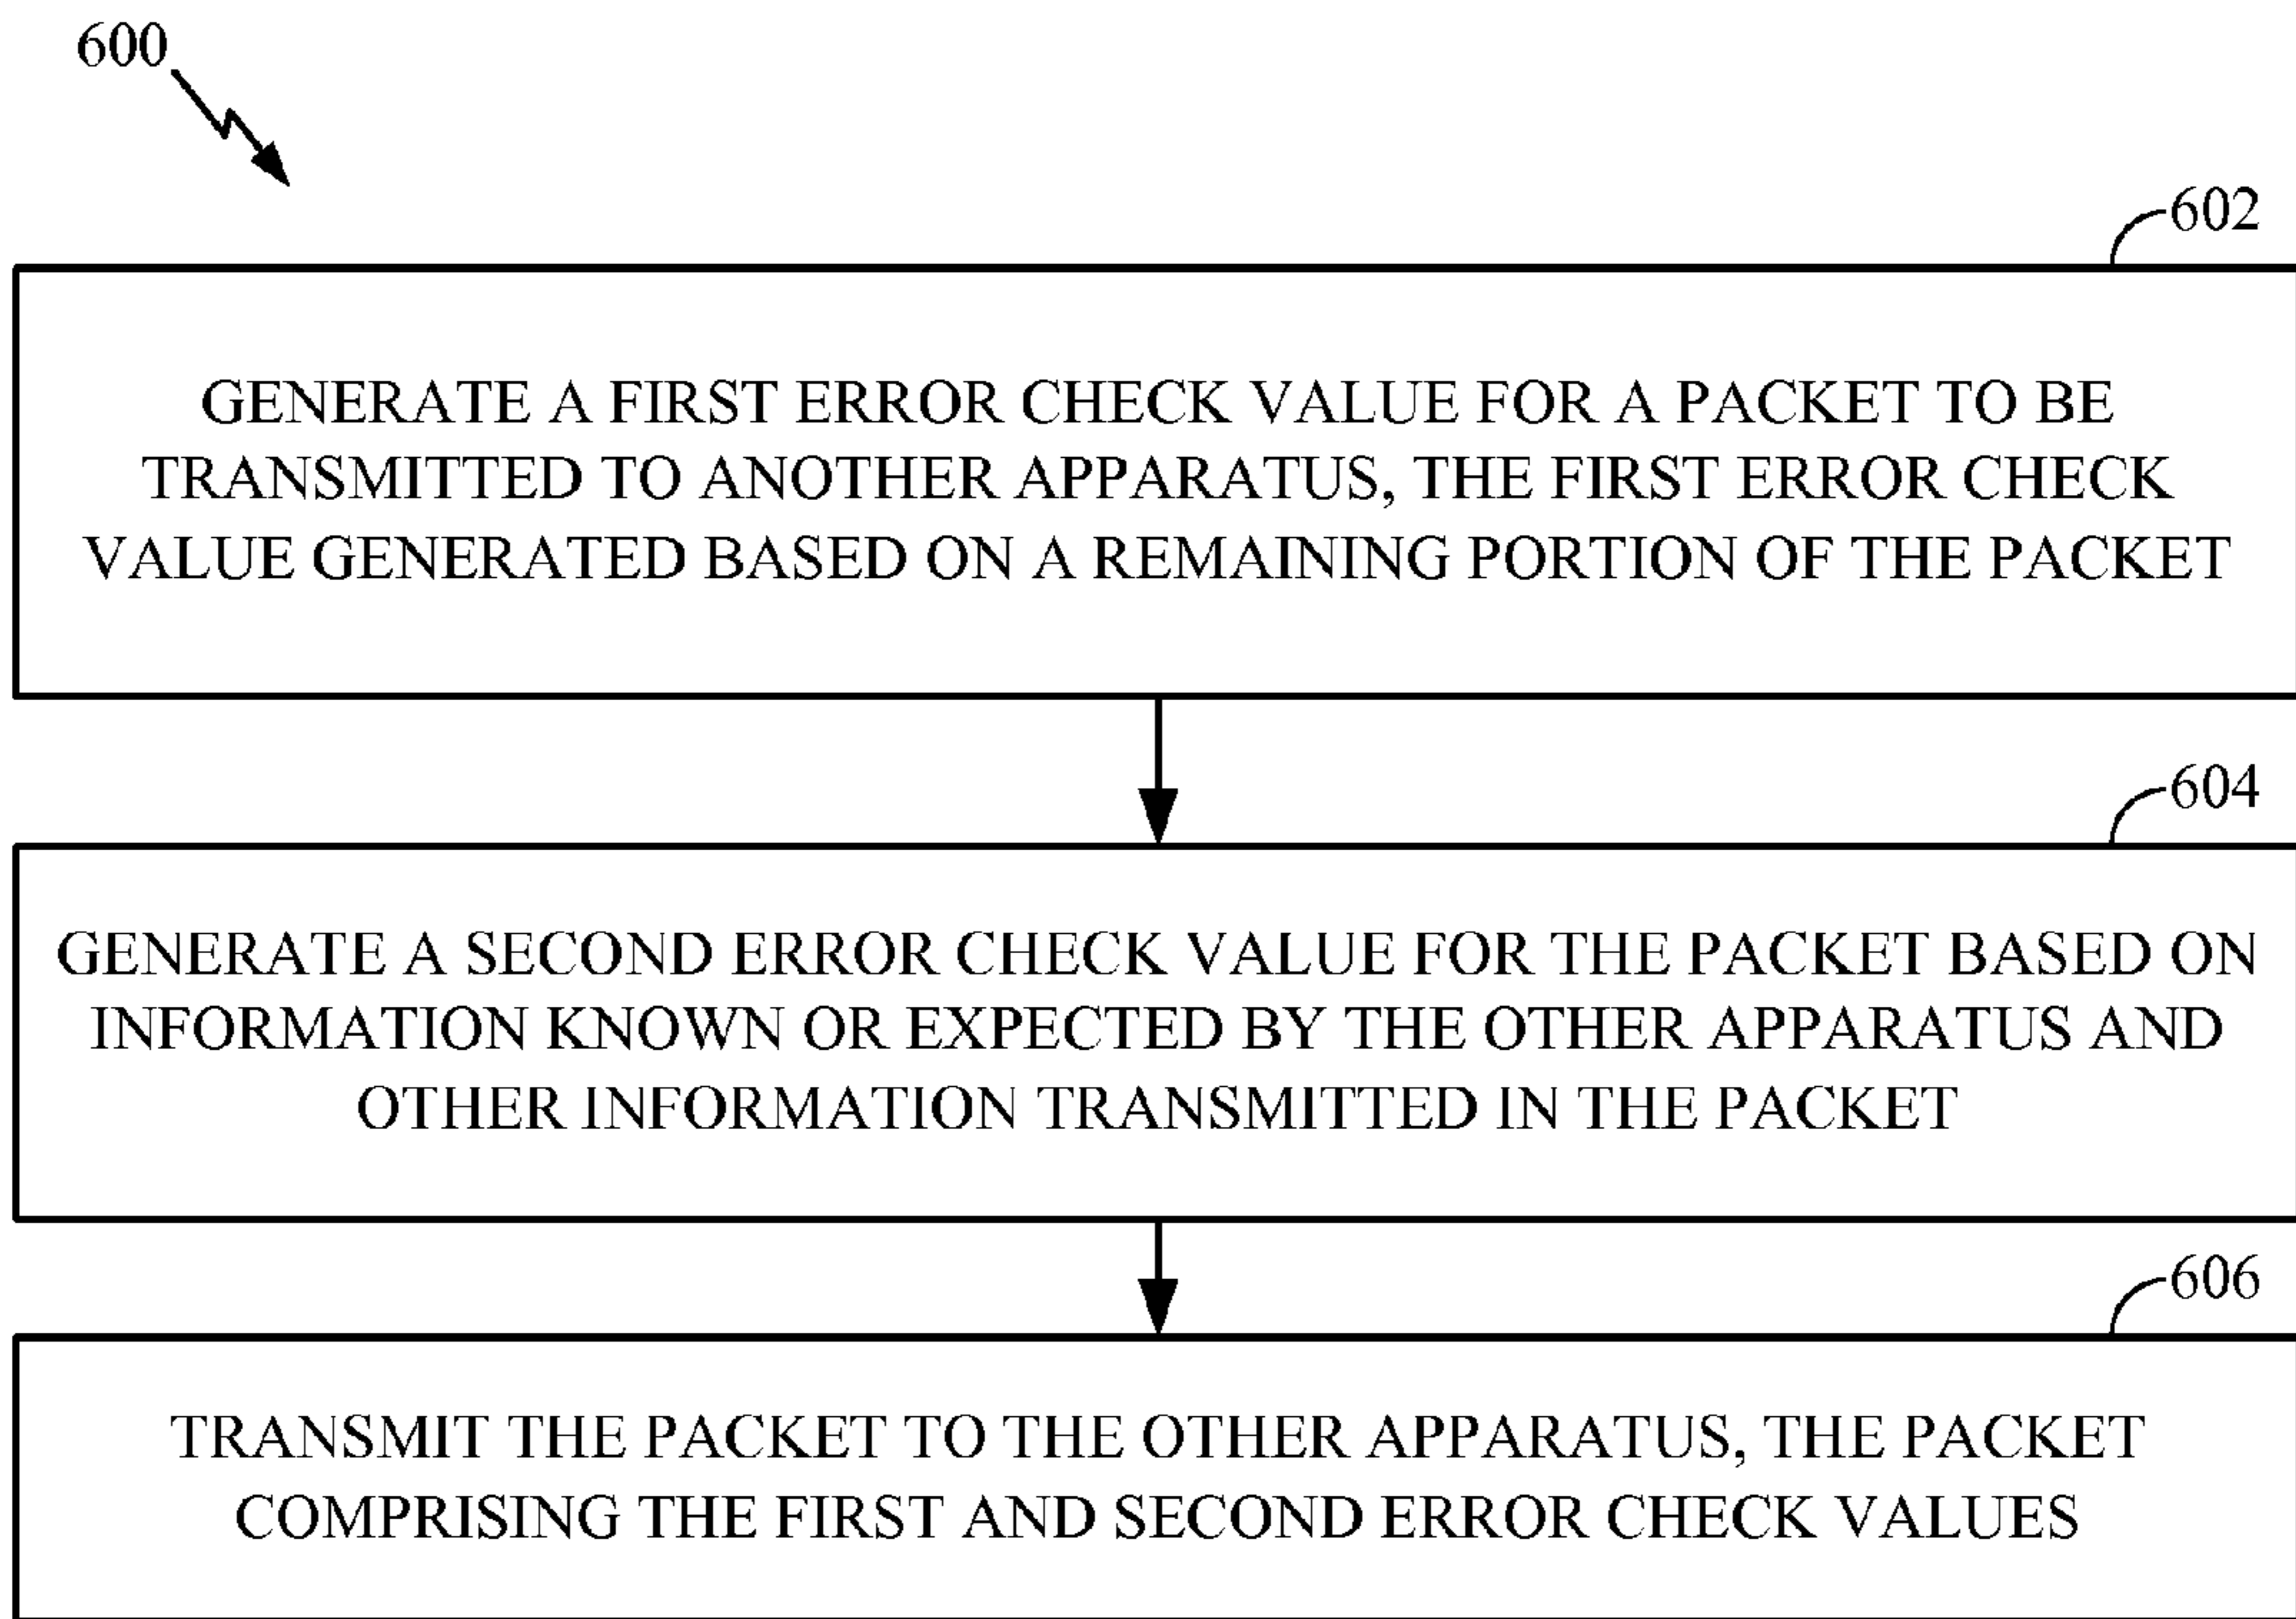 600
602
GENERATE A FIRST ERROR CHECK VALUE FOR A PACKET TO BE
TRANSMITTED TO ANOTHER APPARATUS, THE FIRST ERROR CHECK
VALUE GENERATED BASED ON A REMAINING PORTION OF THE PACKET
604
GENERATE A SECOND ERROR CHECK VALUE FOR THE PACKET BASED ON
INFORMATION KNOWN OR EXPECTED BY THE OTHER APPARATUS AND
OTHER INFORMATION TRANSMITTED IN THE PACKET
606
TRANSMIT THE PACKET TO THE OTHER APPARATUS, THE PACKET
COMPRISING THE FIRST AND SECOND ERROR CHECK VALUES